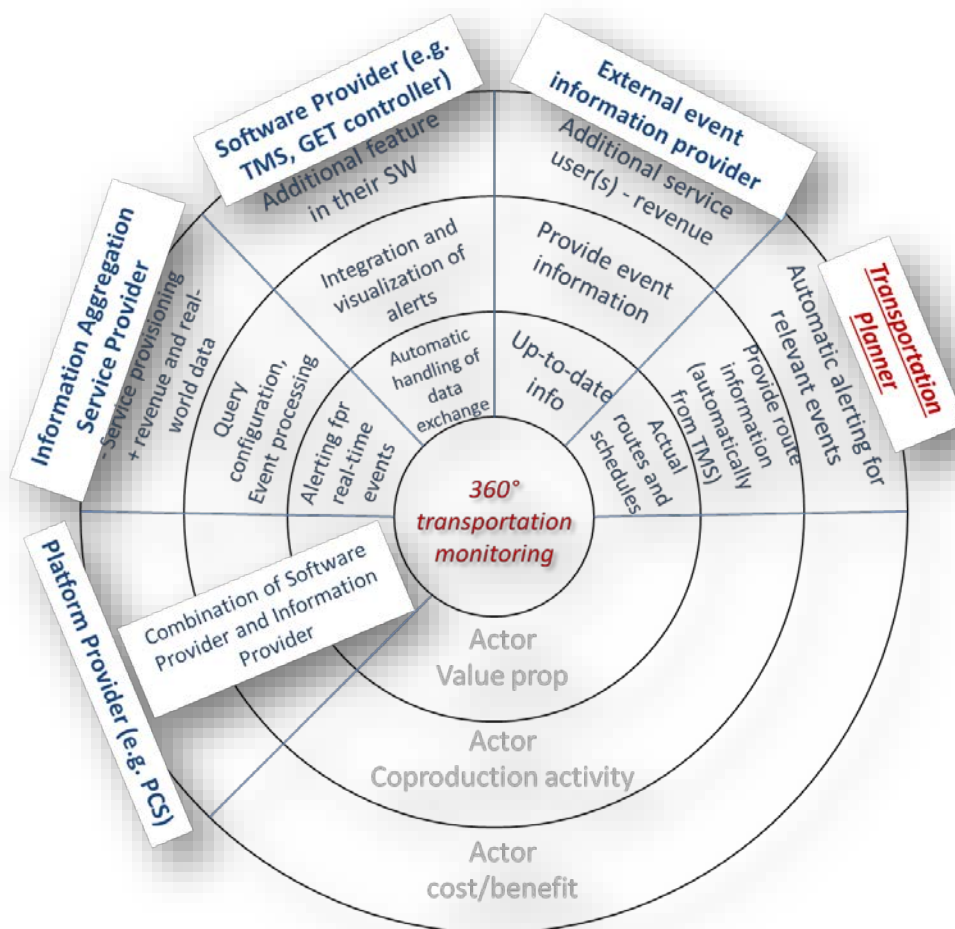 Software Provider (e.g.
TMS, GET controller)
Additional feature
in their SW
Integration and
visualization of
alerts
Automatic
handling of
data
exchange
External event
information provider
Additional service
user(s) - revenue
Provide event
information
Up-to-date
info
Transportation
Planner
Automatic alerting for
relevant events
Provide route
information
(automatically
from TMS)
Actual
routes and
schedules
Information Aggregation
Service Provider
- Service provisioning
+ revenue and real-
world data
Query
configuration,
Event processing
Alerting fpr
real-time
events
360°
transportation
monitoring
Platform Provider (e.g. PCS)
Combination of Software
Provider and Information
Provider
Actor
Value prop
Actor
Coproduction activity
Actor
cost/benefit